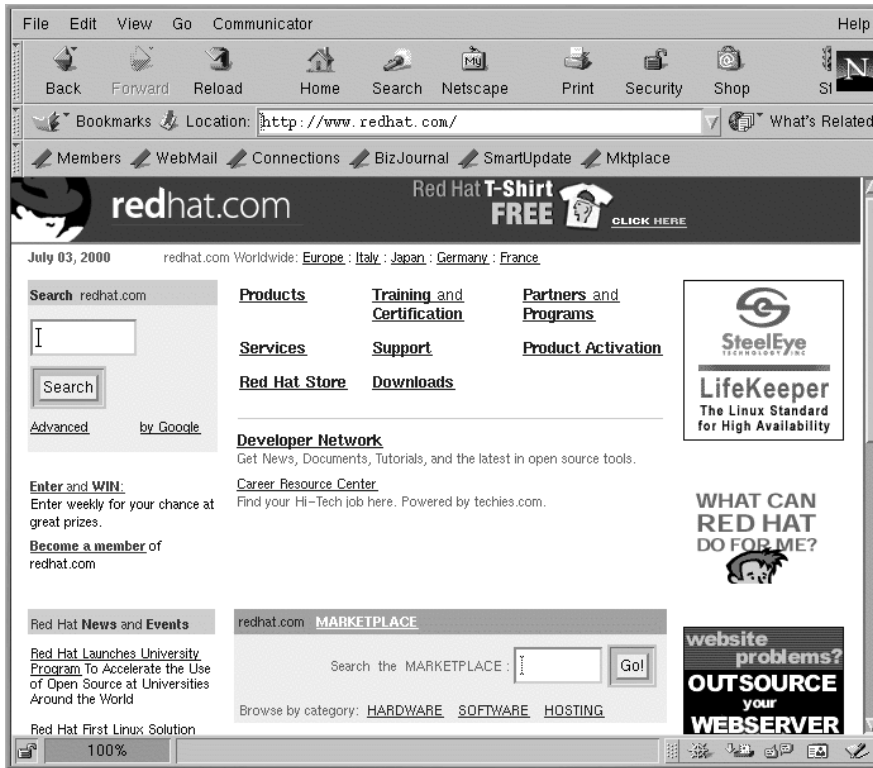 File Edit View Go Communicator Help
Back Forward Reload Home Search Netscape Print Security Shop
My
N
Bookmarks Location: http://www.redhat.com/ What's Related
Members WebMail Connections BizJournal SmartUpdate Mktplace
redhat.com
Red Hat T-Shirt
FREE CLICK HERE
July 03, 2000 redhat.com Worldwide: Europe : Italy : Japan : Germany : France
Search redhat.com
Search
Advanced by Google
Enter and WIN:
Enter weekly for your chance at
great prizes.
Become a member of
redhat.com
Red Hat News and Events
Red Hat Launches University
Program To Accelerate the Use
of Open Source at Universities
Around the World
Red Hat First Linux Solution
Products Training and Partners and
Certification Programs
Services Support Product Activation
Red Hat Store Downloads
Developer Network
Get News, Documents, Tutorials, and the latest in open source tools.
Career Resource Center
Find your Hi-Tech job here. Powered by techies.com.
redhat.com MARKETPLACE
Search the MARKETPLACE : Go!
Browse by category: HARDWARE SOFTWARE HOSTING
SteelEye
TECHNOLOGY INC
LifeKeeper
The Linux Standard
for High Availability
WHAT CAN
RED HAT
DO FOR ME?
website
problems?
OUTSOURCE
your
WEBSERVER
100%